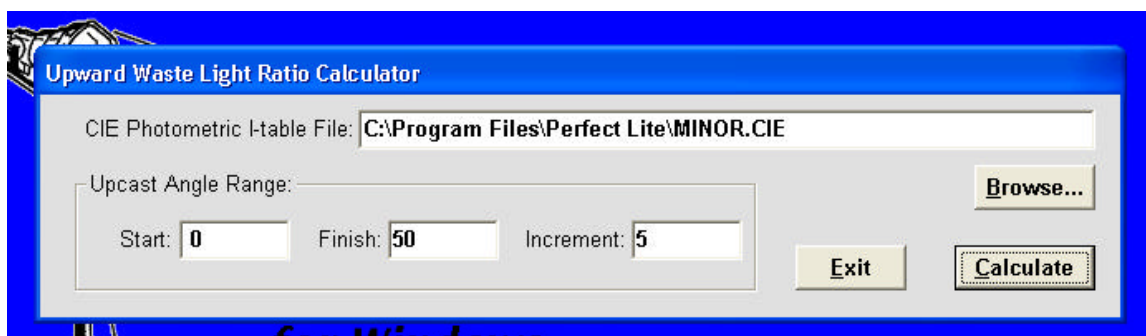 Upward Waste Light Ratio Calculator
CIE Photometric I-table File: C:\Program Files\Perfect Lite\MINOR.CIE
Upcast Angle Range:
Browse...
Start: 0 Finish: 50 Increment: 5
Exit Calculate